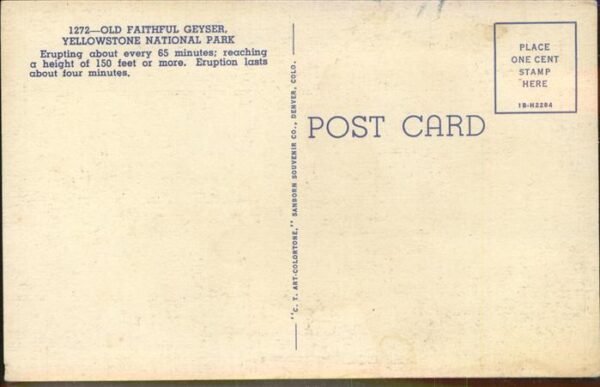 1272—OLD FAITHFUL GEYSER,
YELLOWSTONE NATIONAL PARK
Erupting about every 65 minutes; reaching
a height of 150 feet or more. Eruption lasts
about four minutes.
"C. T. ART-COLORTONE," SANBORN SOUVENIR CO., DENVER, COLO.
POST CARD
PLACE
ONE CENT
STAMP
HERE
1B-H2284